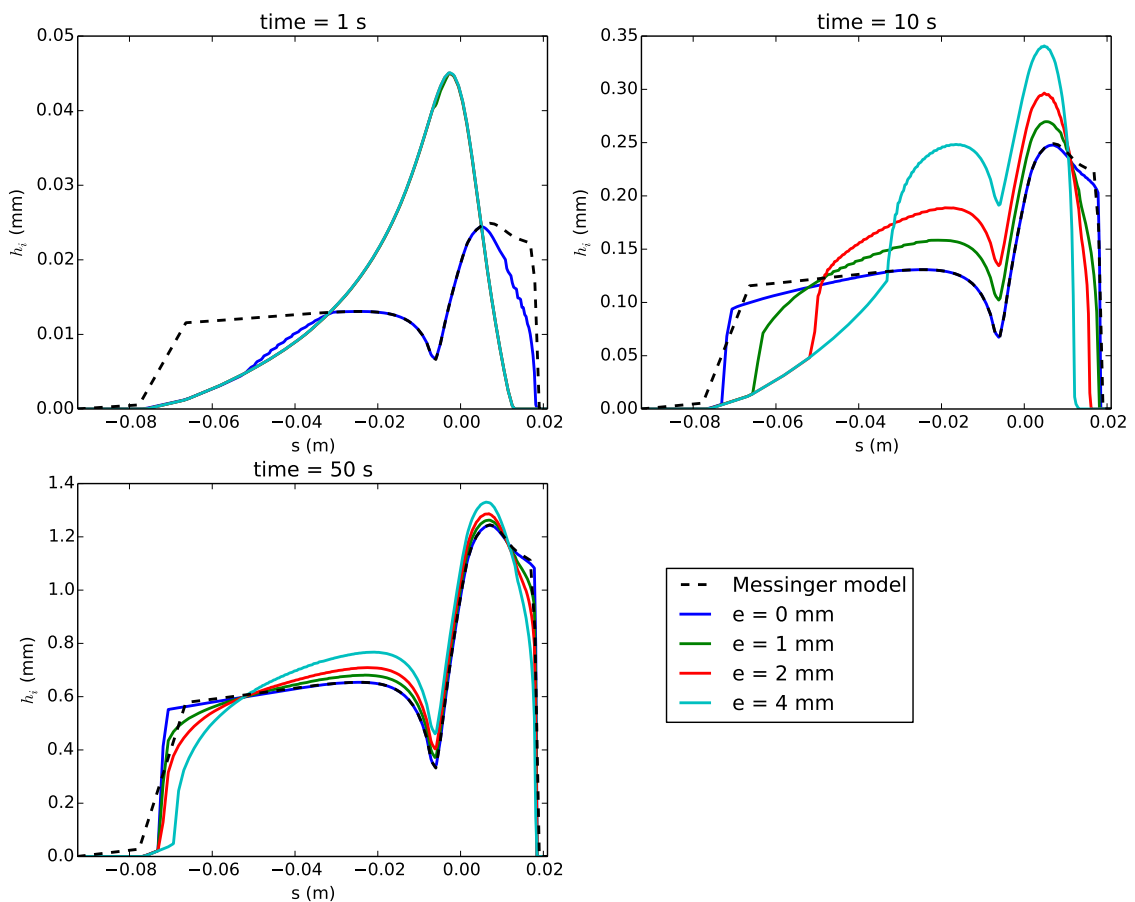 time = 1 s
0.05
0.04
0.03
0.02
0.01
0.00
h_i (mm)
−0.08 −0.06 −0.04 −0.02 0.00 0.02
s (m)
time = 10 s
0.35
0.30
0.25
0.20
0.15
0.10
0.05
0.00
h_i (mm)
−0.08 −0.06 −0.04 −0.02 0.00 0.02
s (m)
time = 50 s
1.4
1.2
1.0
0.8
0.6
0.4
0.2
0.0
h_i (mm)
−0.08 −0.06 −0.04 −0.02 0.00 0.02
s (m)
Messinger model
e = 0 mm
e = 1 mm
e = 2 mm
e = 4 mm